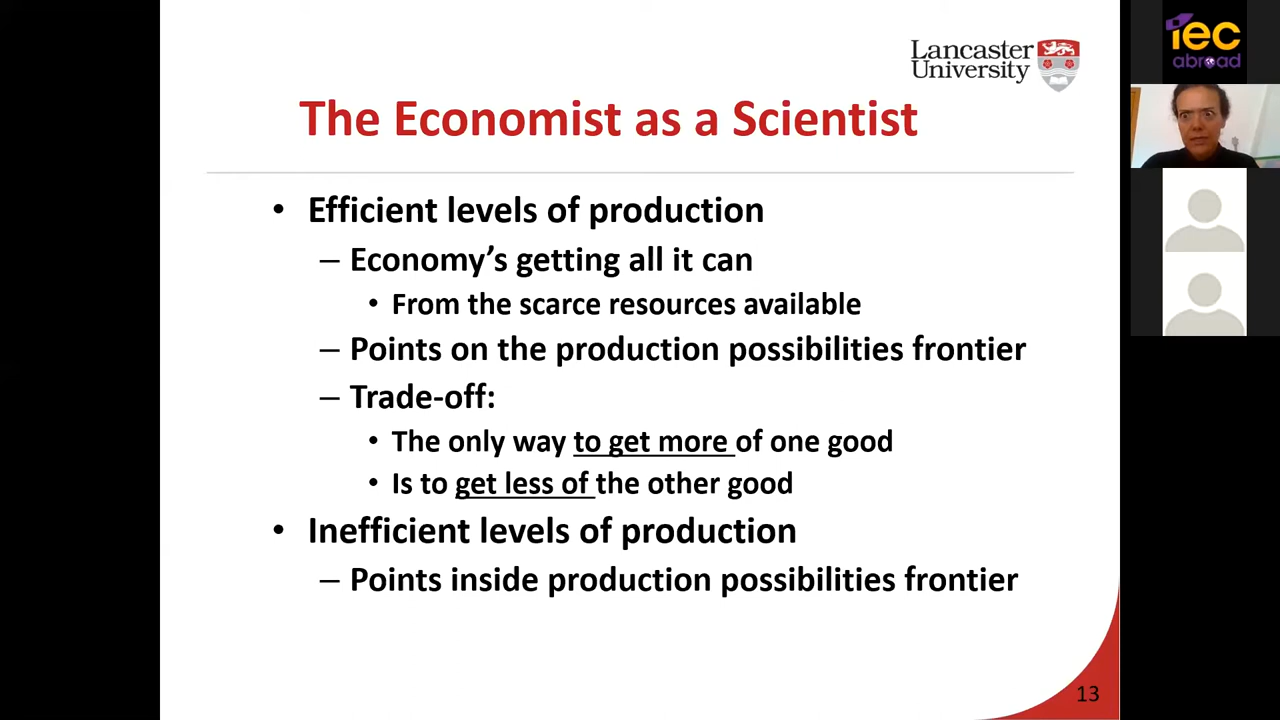 Lancaster
University
The Economist as a Scientist
• Efficient levels of production
– Economy’s getting all it can
• From the scarce resources available
– Points on the production possibilities frontier
– Trade-off:
• The only way to get more of one good
• Is to get less of the other good
• Inefficient levels of production
– Points inside production possibilities frontier
13
iec
abroad